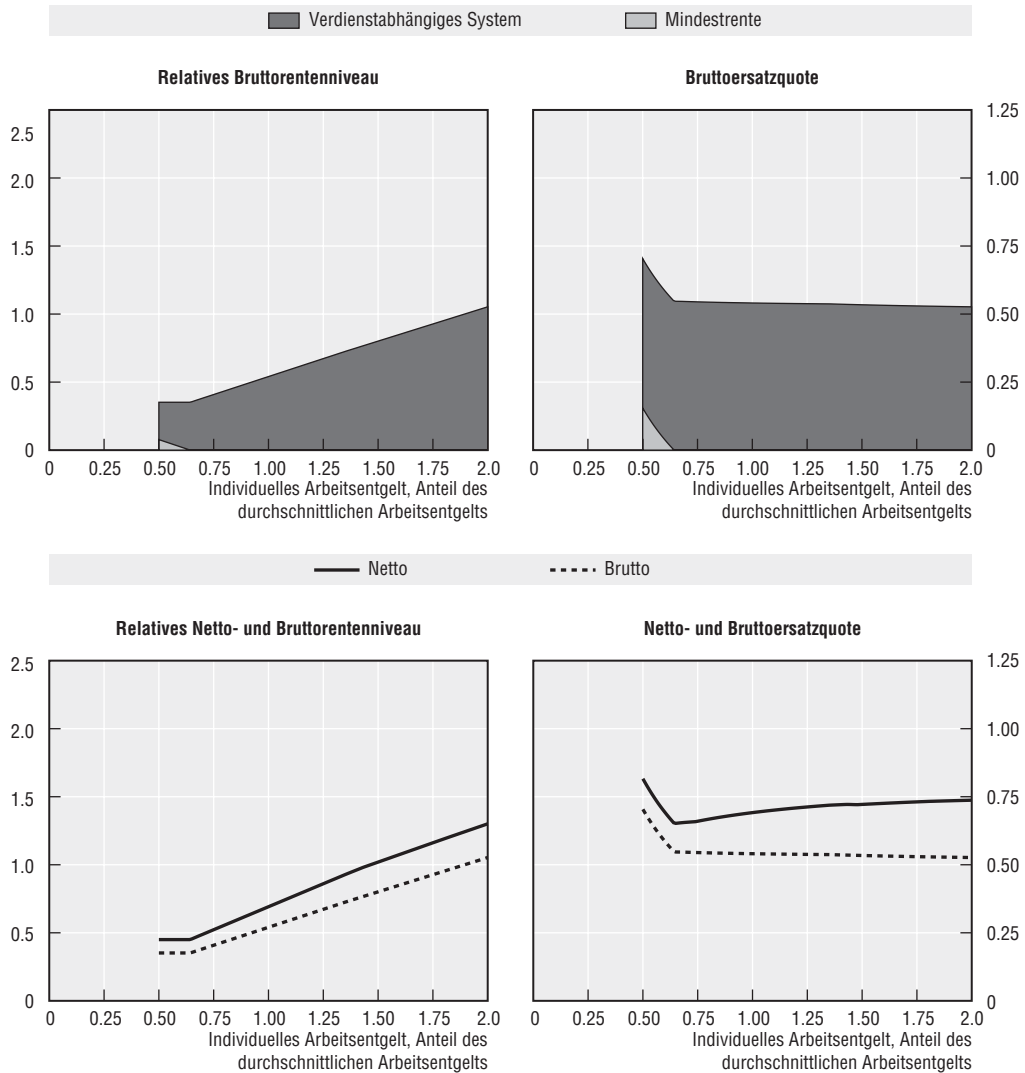 Verdienstabhängiges System Mindestrente
Relatives Bruttorentenniveau
2.5
2.0
1.5
1.0
0.5
0
0 0.25 0.50 0.75 1.00 1.25 1.50 1.75 2.0
Individuelles Arbeitsentgelt, Anteil des
durchschnittlichen Arbeitsentgelts
Bruttoersatzquote
1.25
1.00
0.75
0.50
0.25
0
0 0.25 0.50 0.75 1.00 1.25 1.50 1.75 2.0
Individuelles Arbeitsentgelt, Anteil des
durchschnittlichen Arbeitsentgelts
Netto Brutto
Relatives Netto- und Bruttorentenniveau
2.5
2.0
1.5
1.0
0.5
0
0 0.25 0.50 0.75 1.00 1.25 1.50 1.75 2.0
Individuelles Arbeitsentgelt, Anteil des
durchschnittlichen Arbeitsentgelts
Netto- und Bruttoersatzquote
1.25
1.00
0.75
0.50
0.25
0
0 0.25 0.50 0.75 1.00 1.25 1.50 1.75 2.0
Individuelles Arbeitsentgelt, Anteil des
durchschnittlichen Arbeitsentgelts